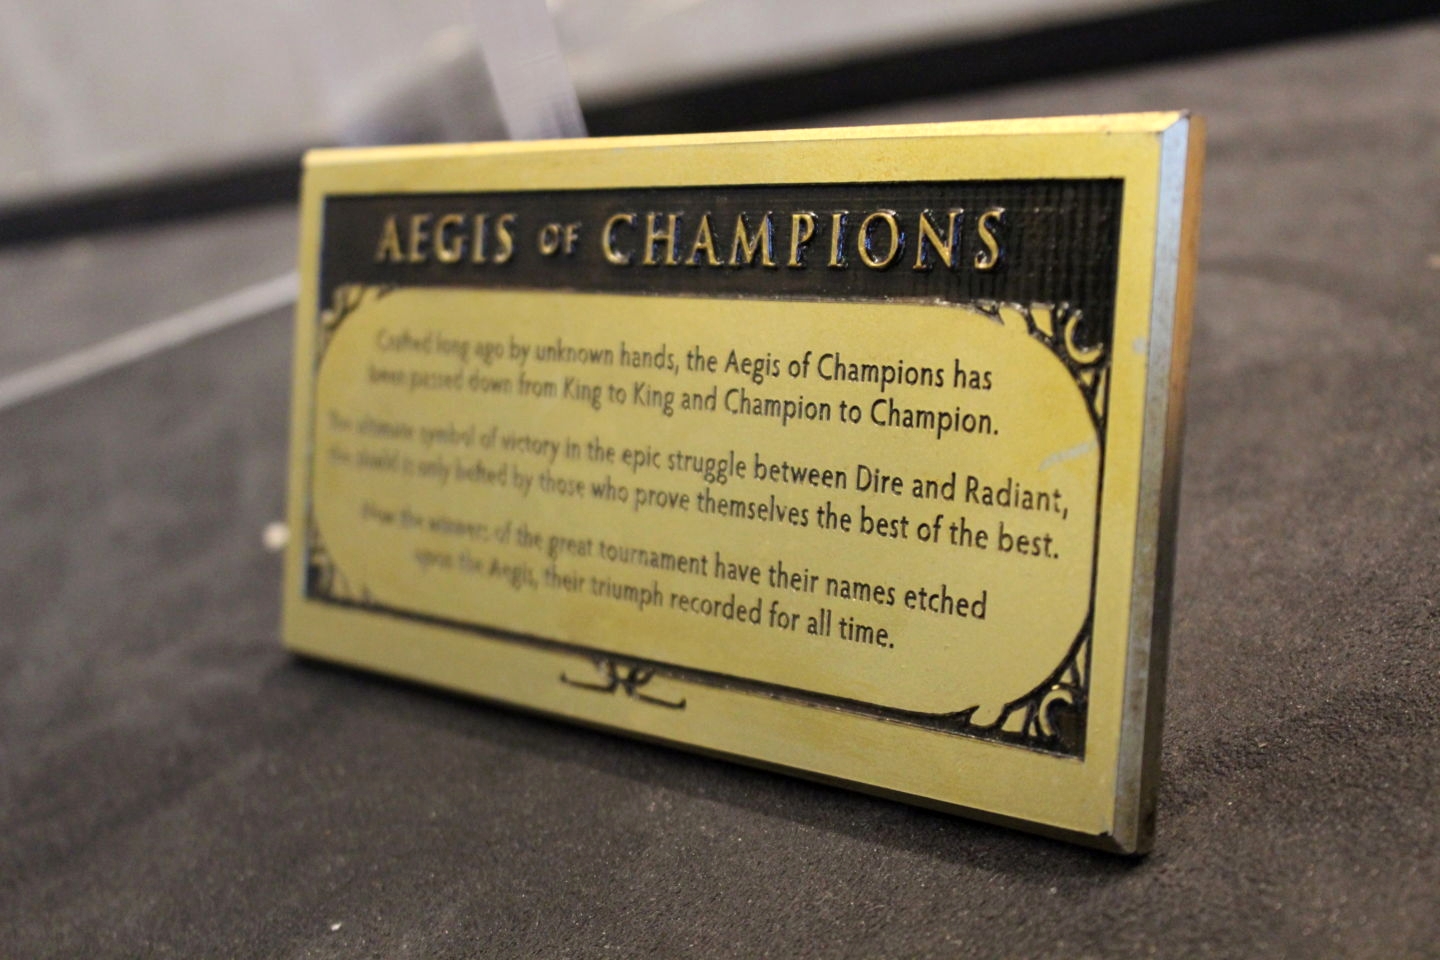 AEGIS OF CHAMPIONS
Crafted long ago by unknown hands, the Aegis of Champions has
been passed down from King to King and Champion to Champion.
The ultimate symbol of victory in the epic struggle between Dire and Radiant,
this shield is only hefted by those who prove themselves the best of the best.
Now the winners of the great tournament have their names etched
upon the Aegis, their triumph recorded for all time.